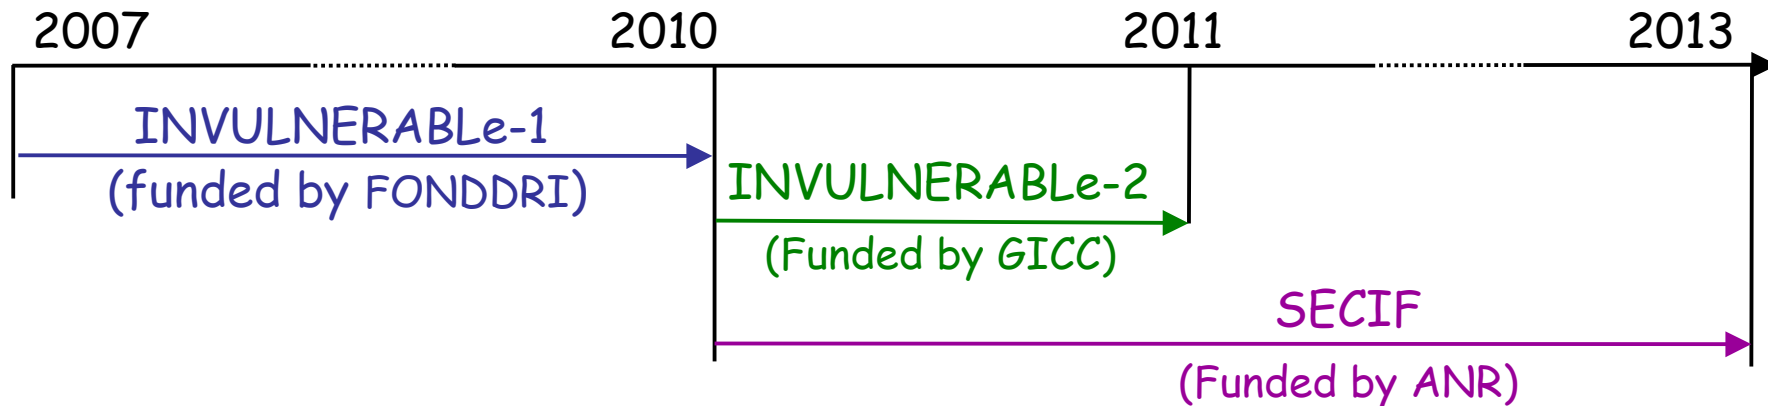 2007 2010 2011 2013
INVULNERABLe-1
(funded by FONDDRI)
INVULNERABLe-2
(Funded by GICC)
SECIF
(Funded by ANR)